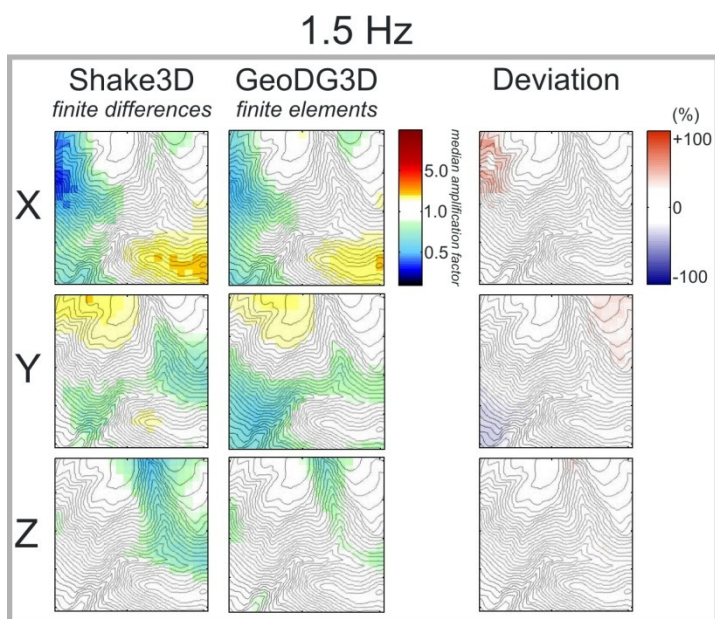 1.5 Hz
Shake3D GeoDG3D Deviation
finite differences finite elements
(%)
X
5.0
1.0
0.5
median amplification factor
+100
0
-100
Y
Z